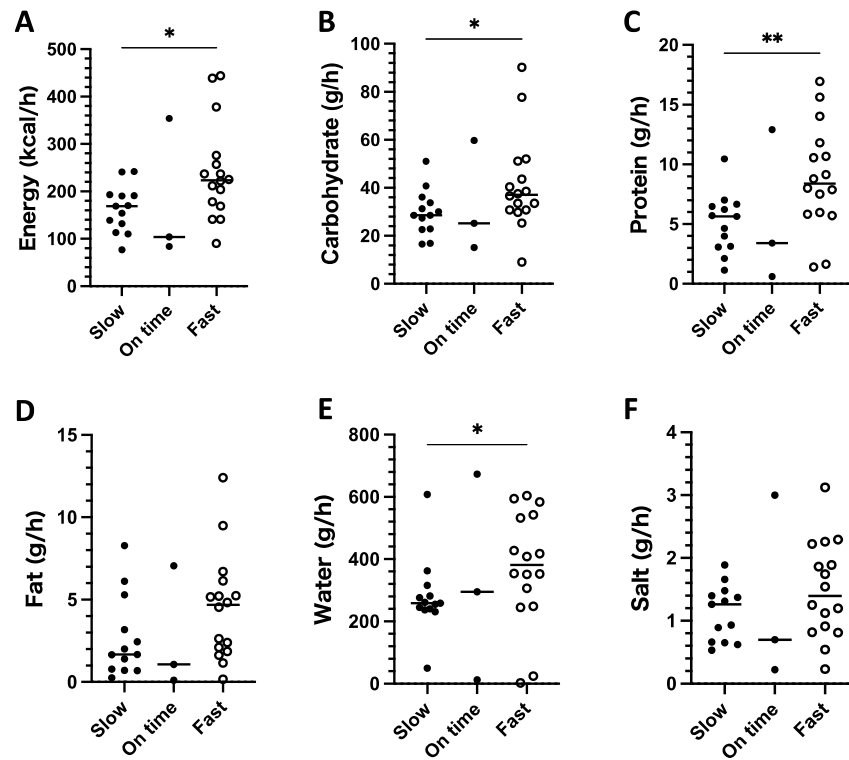 A
Energy (kcal/h)
500
400
300
200
100
0
*
Slow
On time
Fast
B
Carbohydrate (g/h)
100
80
60
40
20
0
*
Slow
On time
Fast
C
Protein (g/h)
20
15
10
5
0
**
Slow
On time
Fast
D
Fat (g/h)
15
10
5
0
Slow
On time
Fast
E
Water (g/h)
800
600
400
200
0
*
Slow
On time
Fast
F
Salt (g/h)
4
3
2
1
0
Slow
On time
Fast